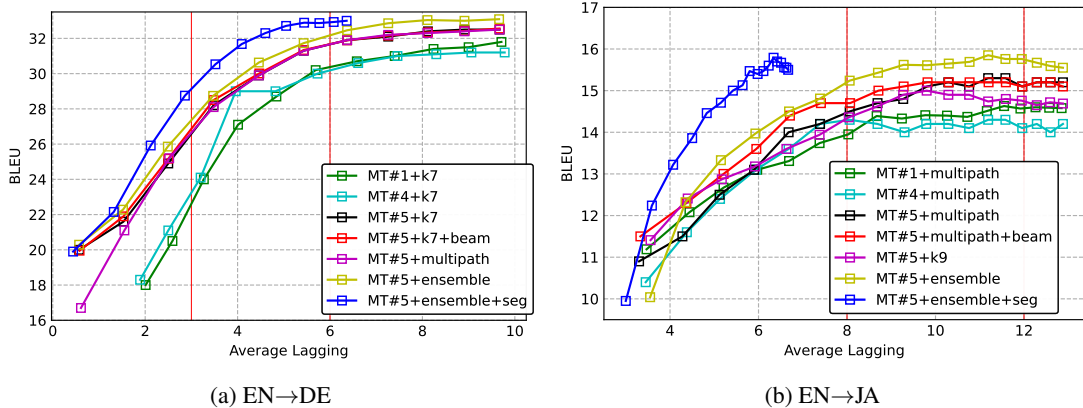 32
30
28
26
24
22
20
18
16
BLEU
0
2
4
6
8
10
Average Lagging
MT#1+k7
MT#4+k7
MT#5+k7
MT#5+k7+beam
MT#5+multipath
MT#5+ensemble
MT#5+ensemble+seg
(a) EN→DE
16
15
14
13
12
11
10
BLEU
4
6
8
10
12
Average Lagging
MT#1+multipath
MT#4+multipath
MT#5+multipath
MT#5+multipath+beam
MT#5+k9
MT#5+ensemble
MT#5+ensemble+seg
(b) EN→JA